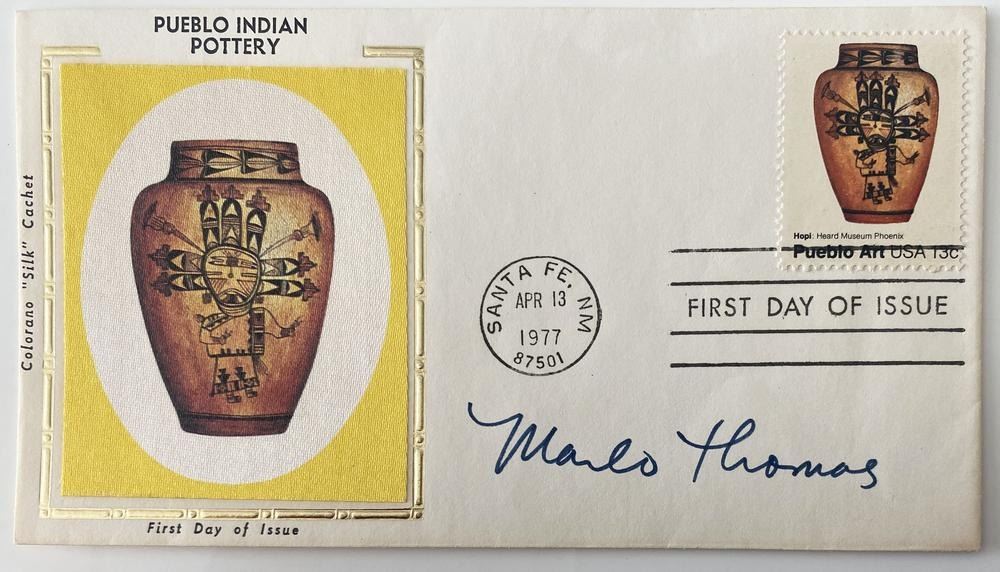 PUEBLO INDIAN
POTTERY
Colorano "Silk" Cachet
First Day of Issue
Hopi: Heard Museum Phoenix
Pueblo Art USA 13c
SANTA FE, NM
APR 13
1977
87501
FIRST DAY OF ISSUE
Marlo Thomas